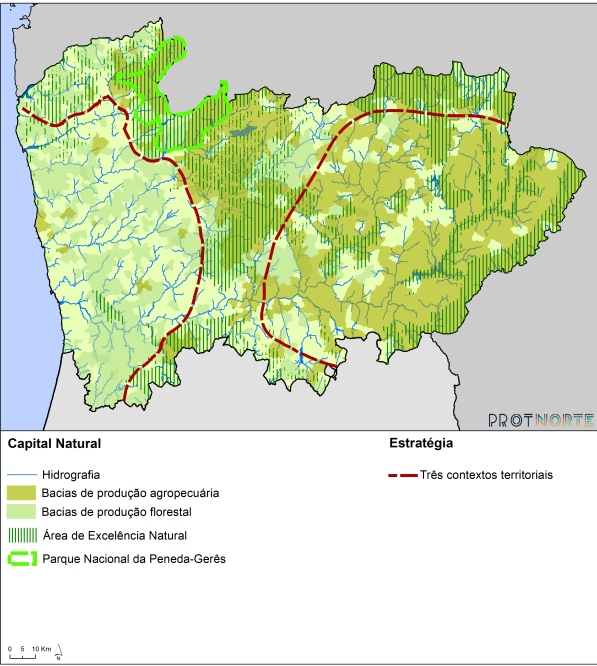 PROTNORTE
Capital Natural
Estratégia
Hidrografia
Três contextos territoriais
Bacias de produção agropecuária
Bacias de produção florestal
Área de Excelência Natural
Parque Nacional da Peneda-Gerês
0 5 10 Km
N